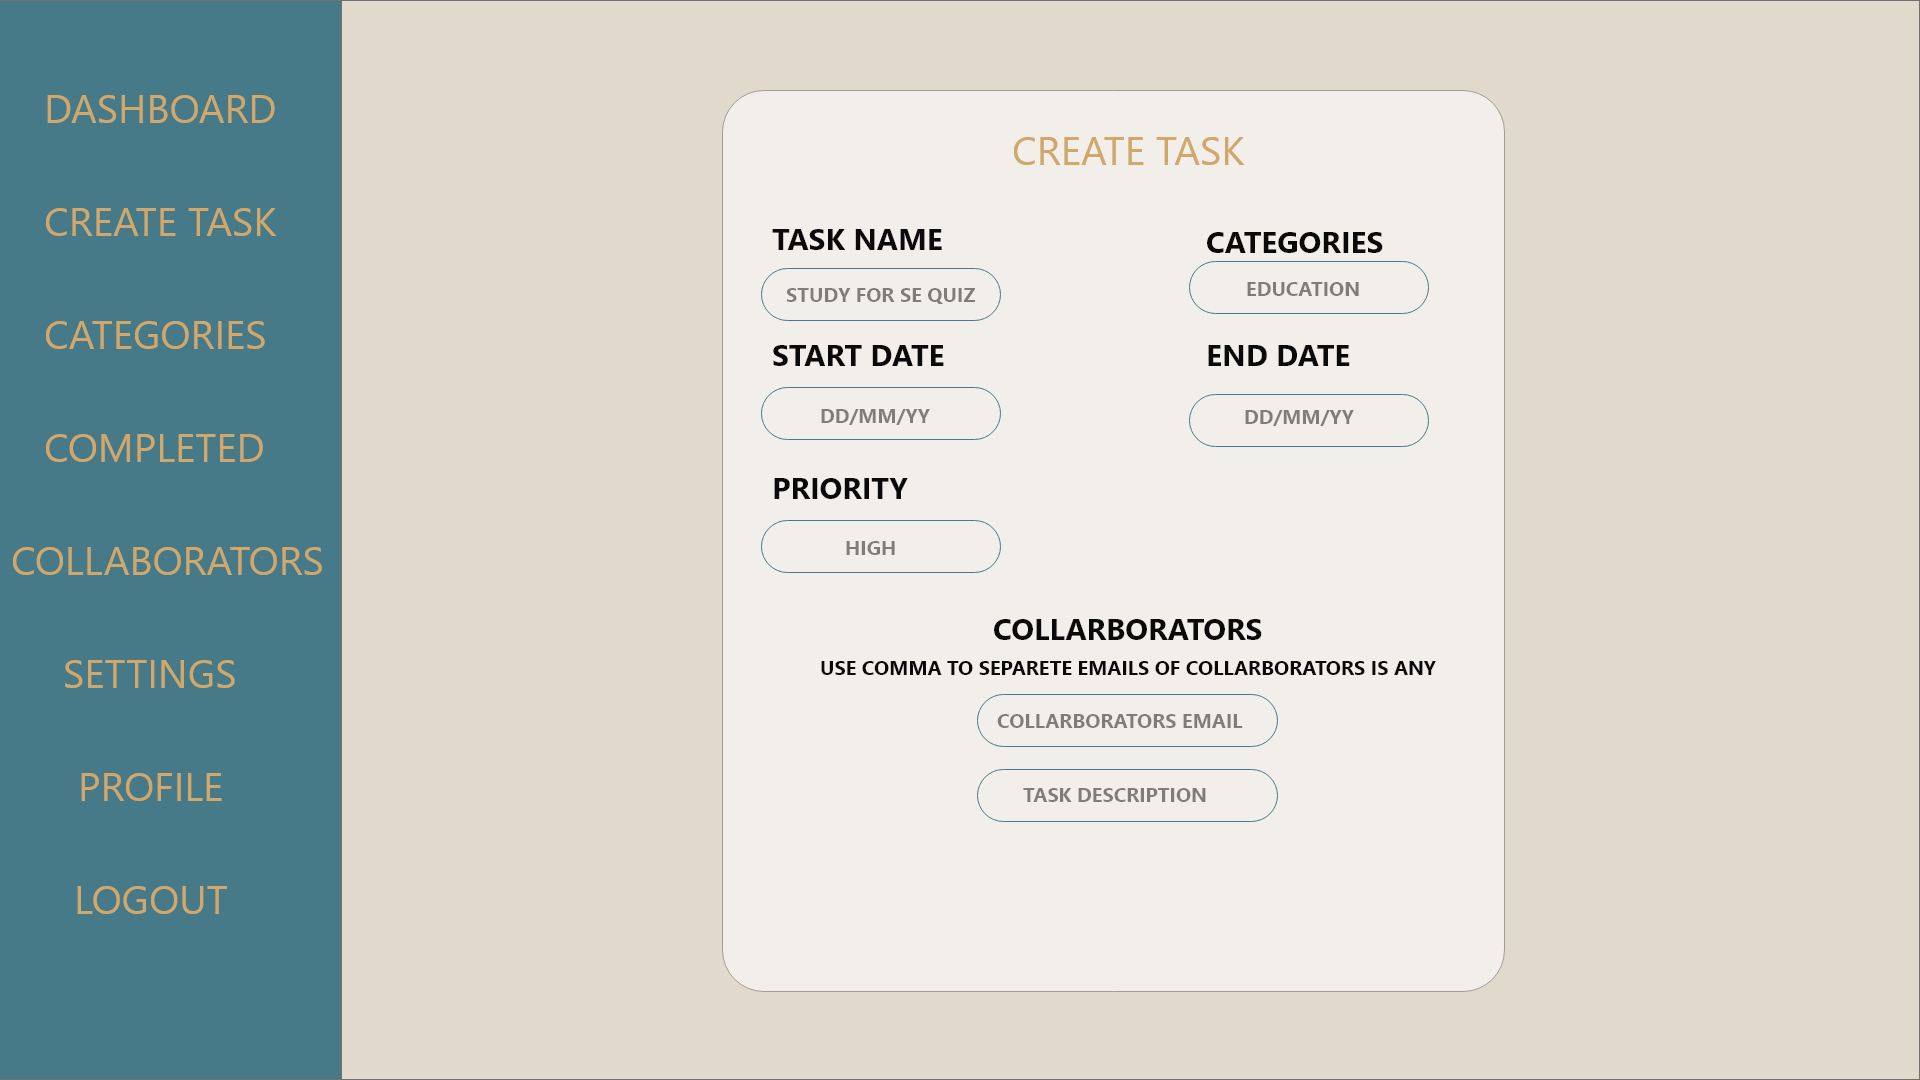 DASHBOARD
CREATE TASK
CATEGORIES
COMPLETED
COLLABORATORS
SETTINGS
PROFILE
LOGOUT
CREATE TASK
TASK NAME
STUDY FOR SE QUIZ
CATEGORIES
EDUCATION
START DATE
DD/MM/YY
END DATE
DD/MM/YY
PRIORITY
HIGH
COLLARBORATORS
USE COMMA TO SEPARETE EMAILS OF COLLARBORATORS IS ANY
COLLARBORATORS EMAIL
TASK DESCRIPTION